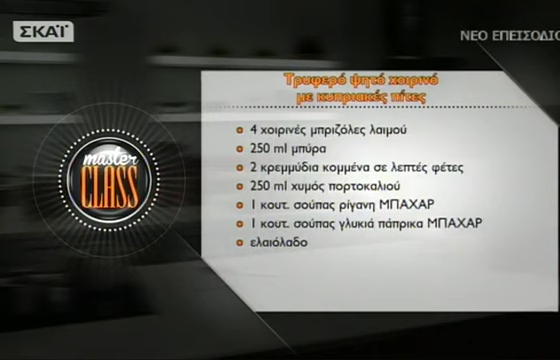 ΣΚΑΪ
ΝΕΟ ΕΠΕΙΣΟΔΙΟ
Τρυφερό ψητό χοιρινό
με κυπριακές πίτες
4 χοιρινές μπριζόλες λαιμού
250 ml μπύρα
2 κρεμμύδια κομμένα σε λεπτές φέτες
250 ml χυμός πορτοκαλιού
1 κουτ. σούπας ρίγανη ΜΠΑΧΑΡ
1 κουτ. σούπας γλυκιά πάπρικα ΜΠΑΧΑΡ
ελαιόλαδο
master
CLASS